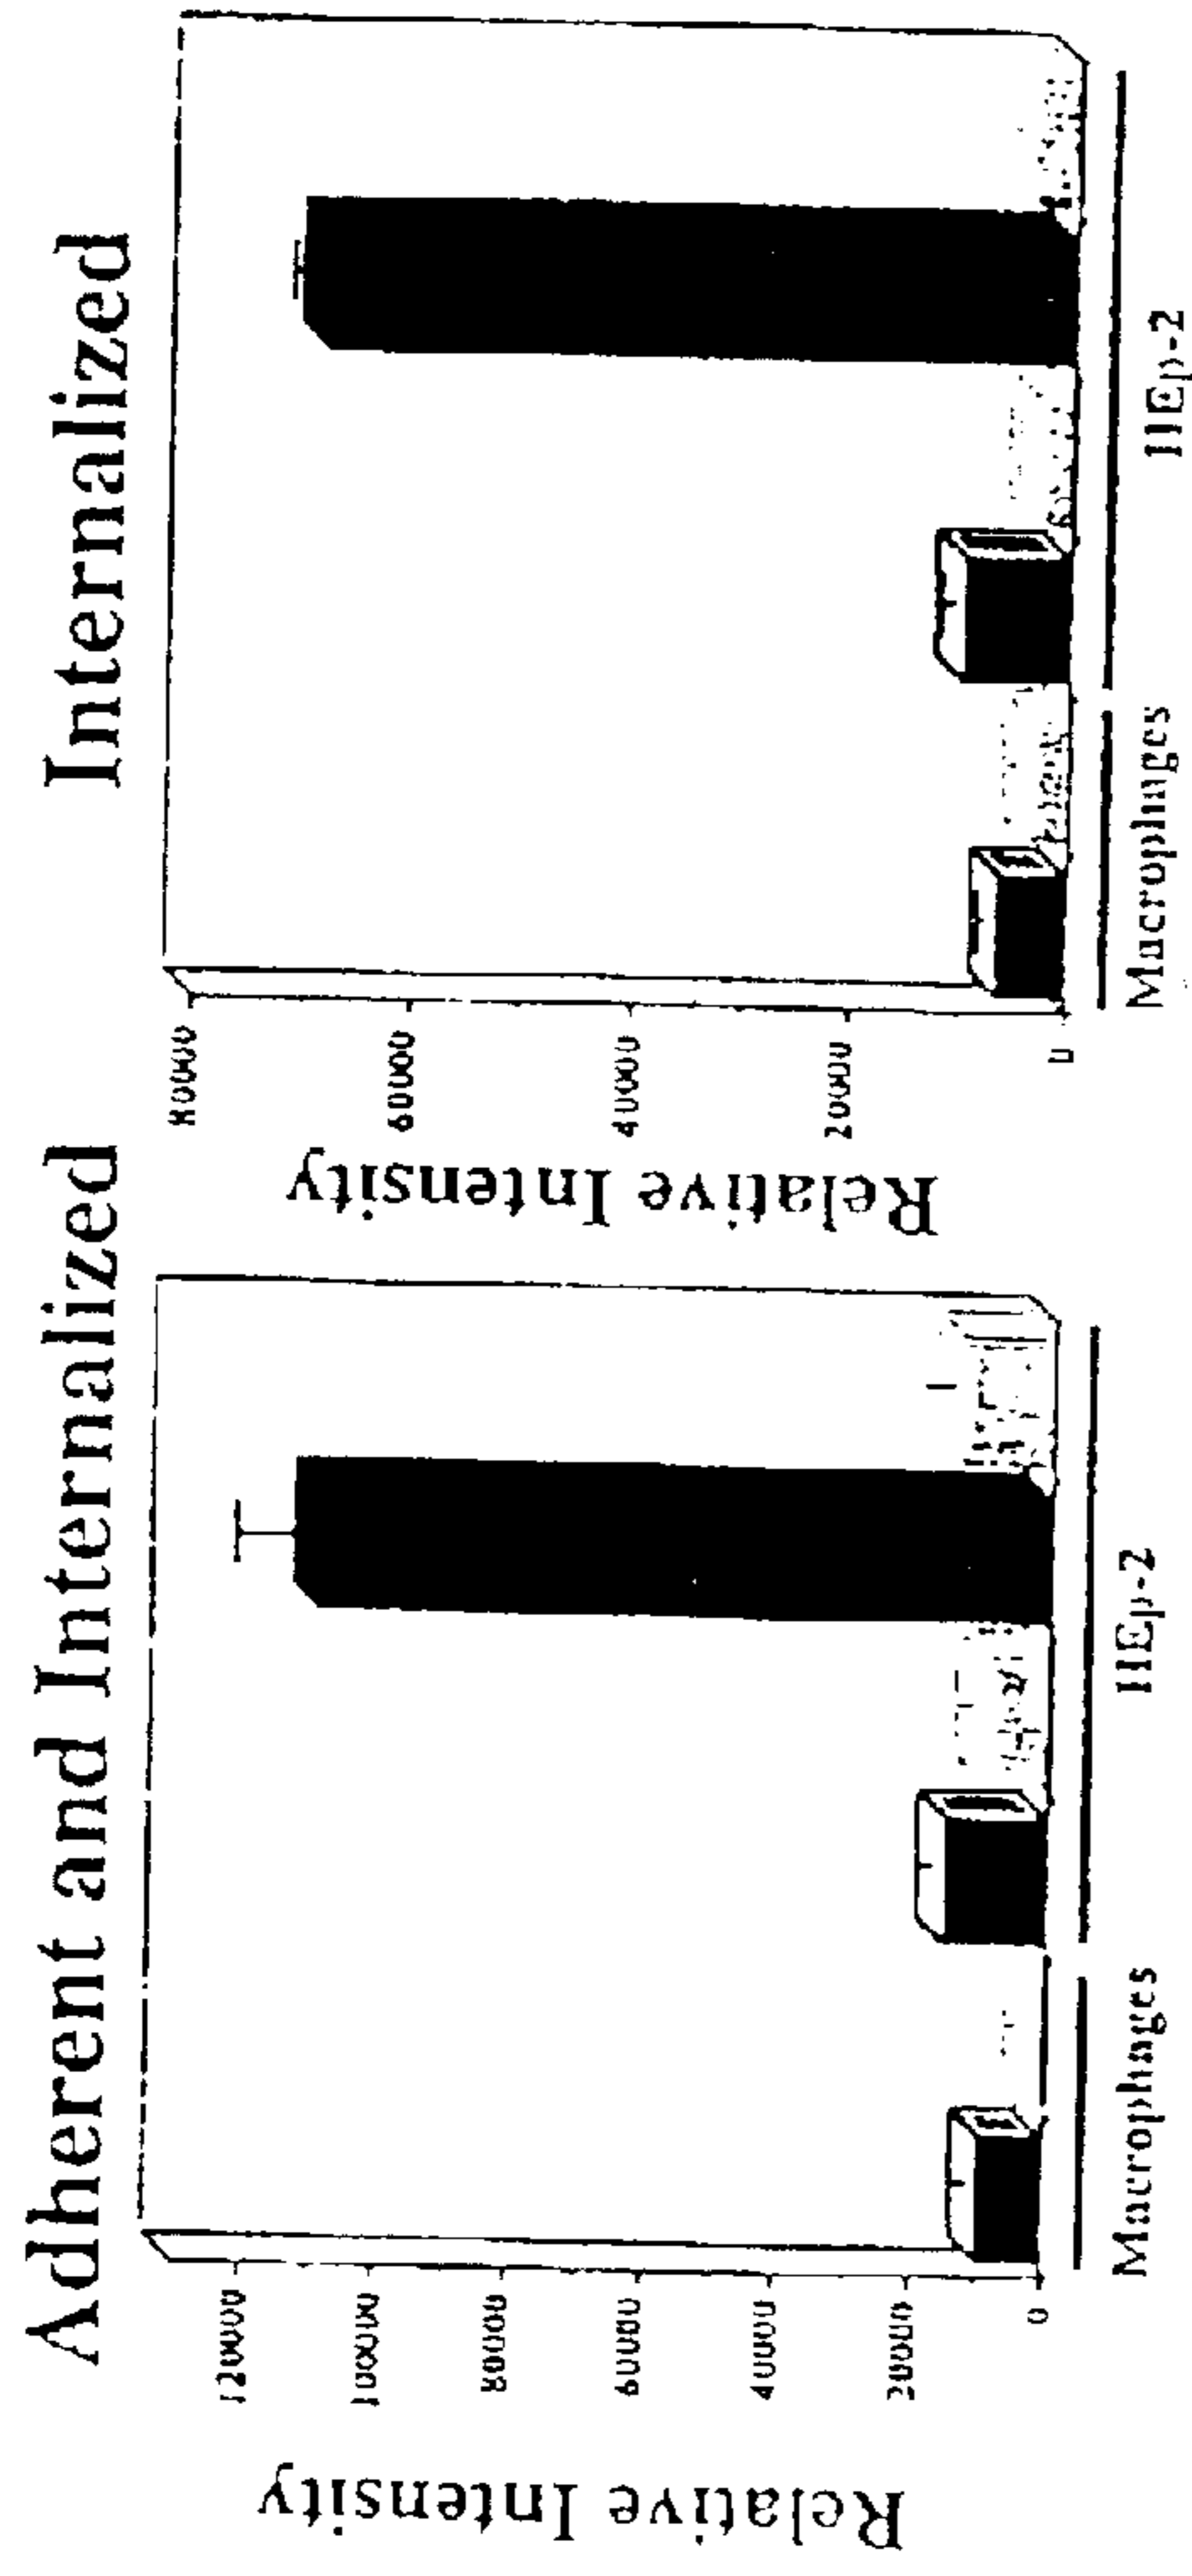 Adherent and Internalized
Relative Intensity
120000
100000
80000
60000
40000
20000
0
Macrophages
HEp-2
Internalized
Relative Intensity
80000
60000
40000
20000
0
Macrophages
HEp-2